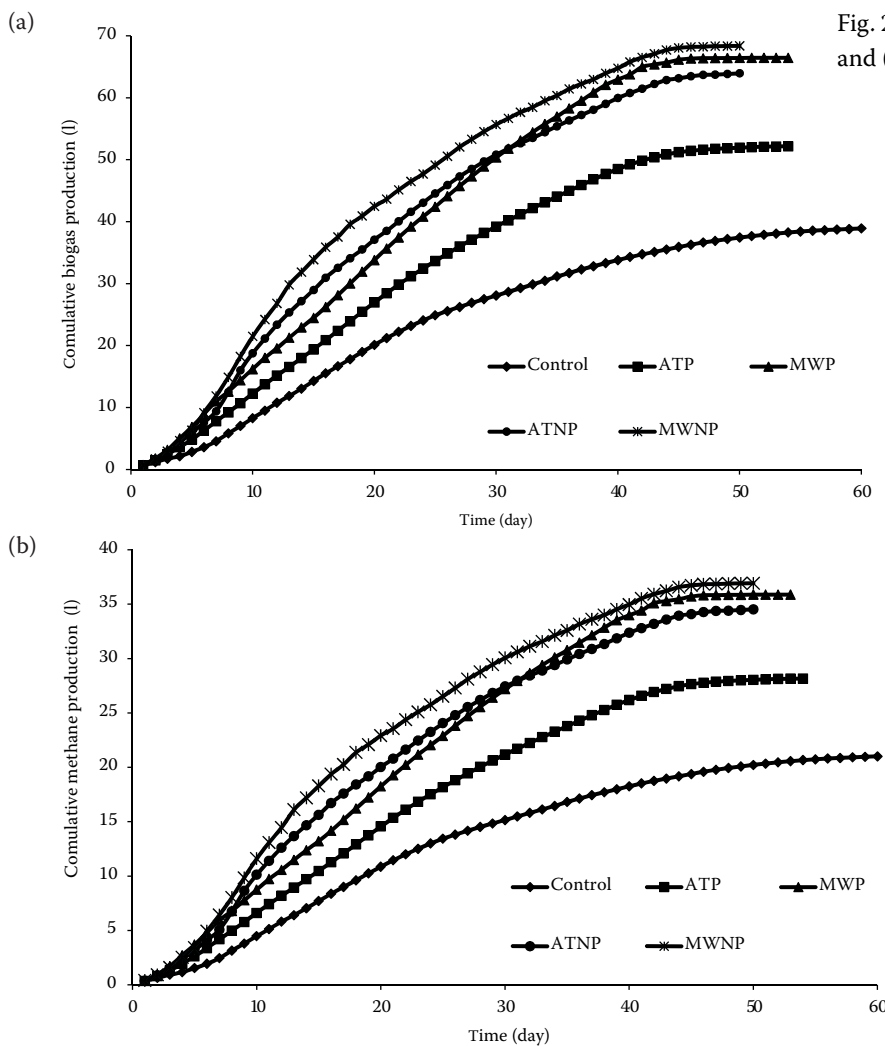 (a)
Fig. 2
and (
70
60
50
40
30
20
10
0
Comulative biogas production (l)
Control
ATP
MWP
ATNP
MWNP
0 10 20 30 40 50 60
Time (day)
(b)
40
35
30
25
20
15
10
5
0
Comulative methane production (l)
Control
ATP
MWP
ATNP
MWNP
0 10 20 30 40 50 60
Time (day)